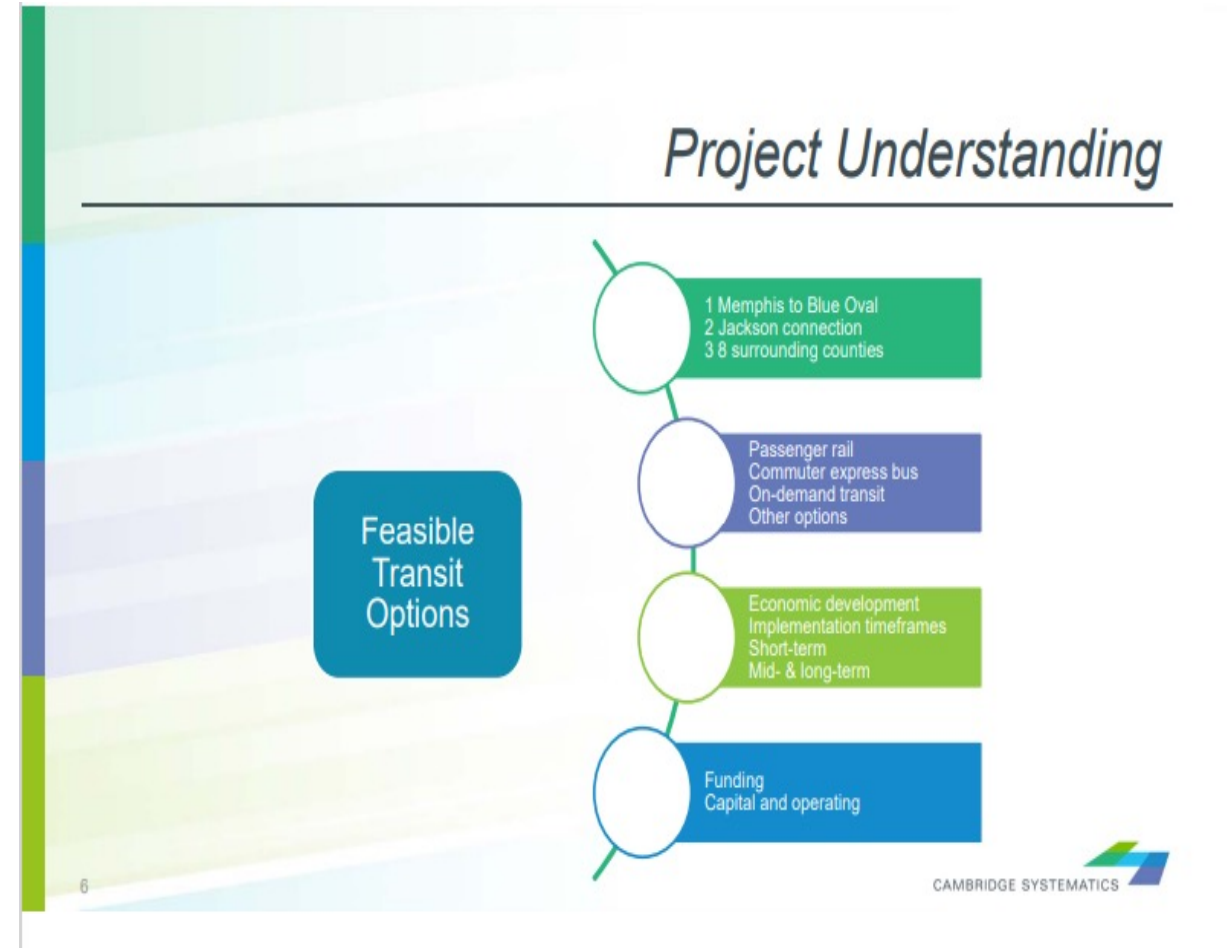 Project Understanding
Feasible
Transit
Options
1 Memphis to Blue Oval
2 Jackson connection
3 8 surrounding counties
Passenger rail
Commuter express bus
On-demand transit
Other options
Economic development
Implementation timeframes
Short-term
Mid- & long-term
Funding
Capital and operating
6
CAMBRIDGE SYSTEMATICS